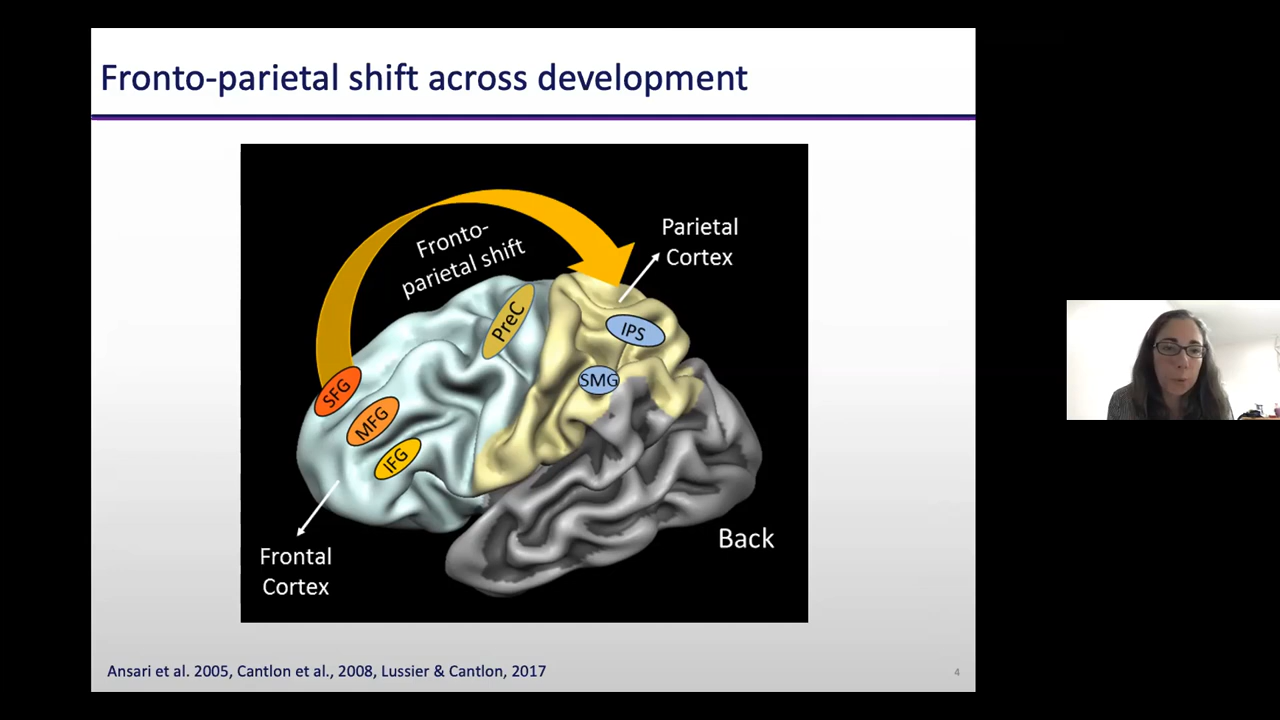 Fronto-parietal shift across development
Fronto-
parietal shift
Parietal
Cortex
PreC
IPS
SMG
SFG
MFG
IFG
Back
Frontal
Cortex
Ansari et al. 2005, Cantlon et al., 2008, Lussier & Cantlon, 2017
4